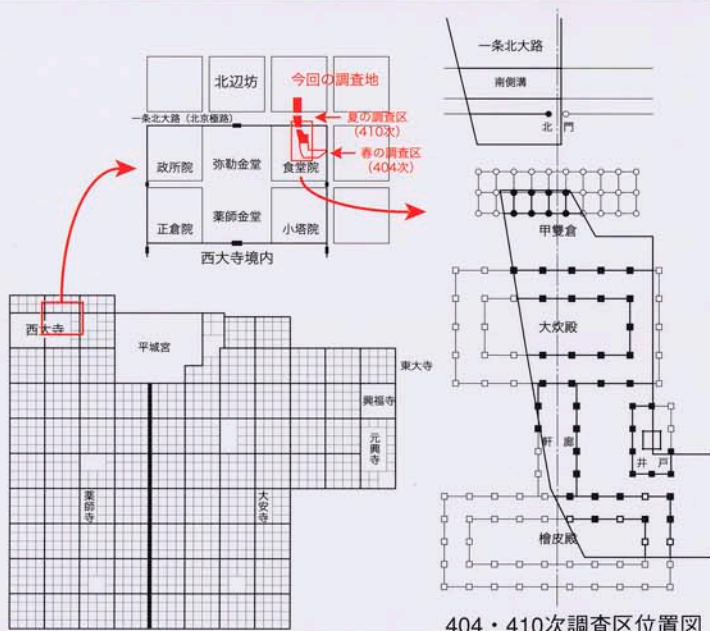 北辺坊
今回の調査地
一条北大路（北京極路）
夏の調査区
（410次）
春の調査区
（404次）
政所院
弥勒金堂
食堂院
正倉院
薬師金堂
小塔院
西大寺境内
西大寺
平城宮
東大寺
興福寺
元興寺
薬師寺
大安寺
一条北大路
南側溝
北門
甲雙倉
大炊殿
軒廊
井戸
檜皮殿
404・410次調査区位置図